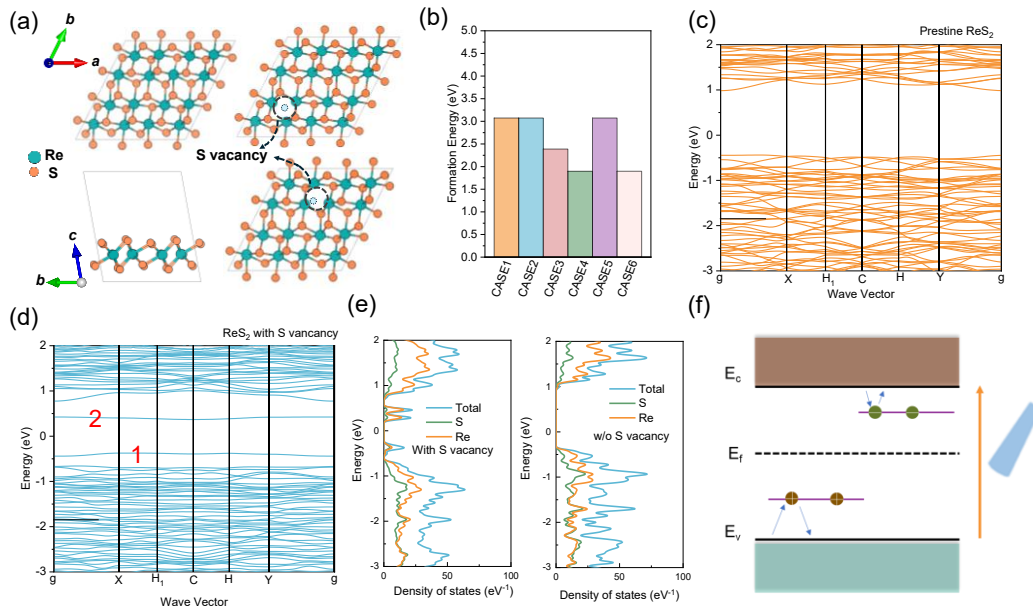 (a)
b
a
Re
S
S vacancy
c
b
(b)
Formation Energy (eV)
5.0
4.5
4.0
3.5
3.0
2.5
2.0
1.5
1.0
0.5
0.0
CASE1 CASE2 CASE3 CASE4 CASE5 CASE6
(c)
Prestine ReS2
Energy (eV)
2
1
0
-1
-2
-3
g X H1 C H Y g
Wave Vector
(d)
ReS2 with S vancancy
Energy (eV)
2
1
0
-1
-2
-3
2
1
g X H1 C H Y g
Wave Vector
(e)
Energy (eV)
2
1
0
-1
-2
-3
Total
S
Re
With S vacancy
0 50 100
Density of states (eV-1)
Energy (eV)
2
1
0
-1
-2
-3
Total
S
Re
w/o S vacancy
0 50 100
Density of states (eV-1)
(f)
Ec
Ef
Ev